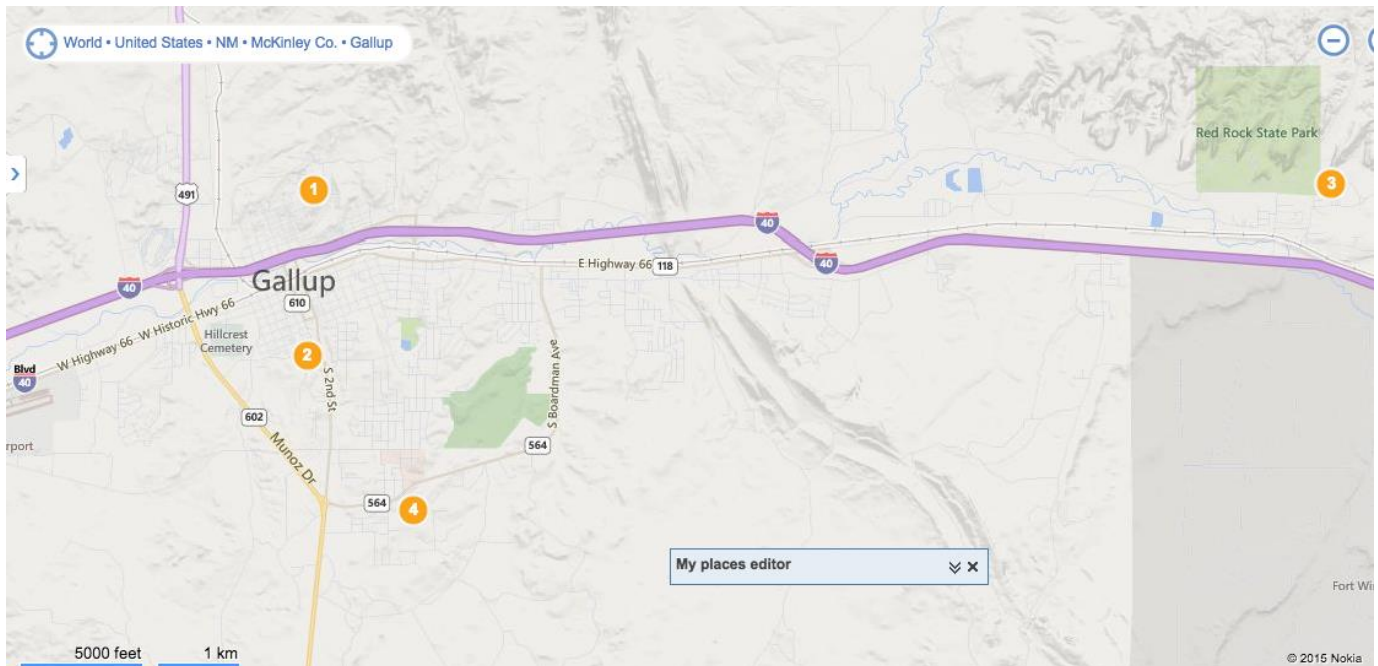 World • United States • NM • McKinley Co. • Gallup
491
1
Red Rock State Park
3
40
E Highway 66
118
40
40
Gallup
610
W Highway 66
W Historic Hwy 66
Hillcrest
Cemetery
2
S 2nd St
Blvd
40
S Boardman Ave
602
Munoz Dr
564
rport
564
4
My places editor
Fort Wi
5000 feet
1 km
© 2015 Nokia